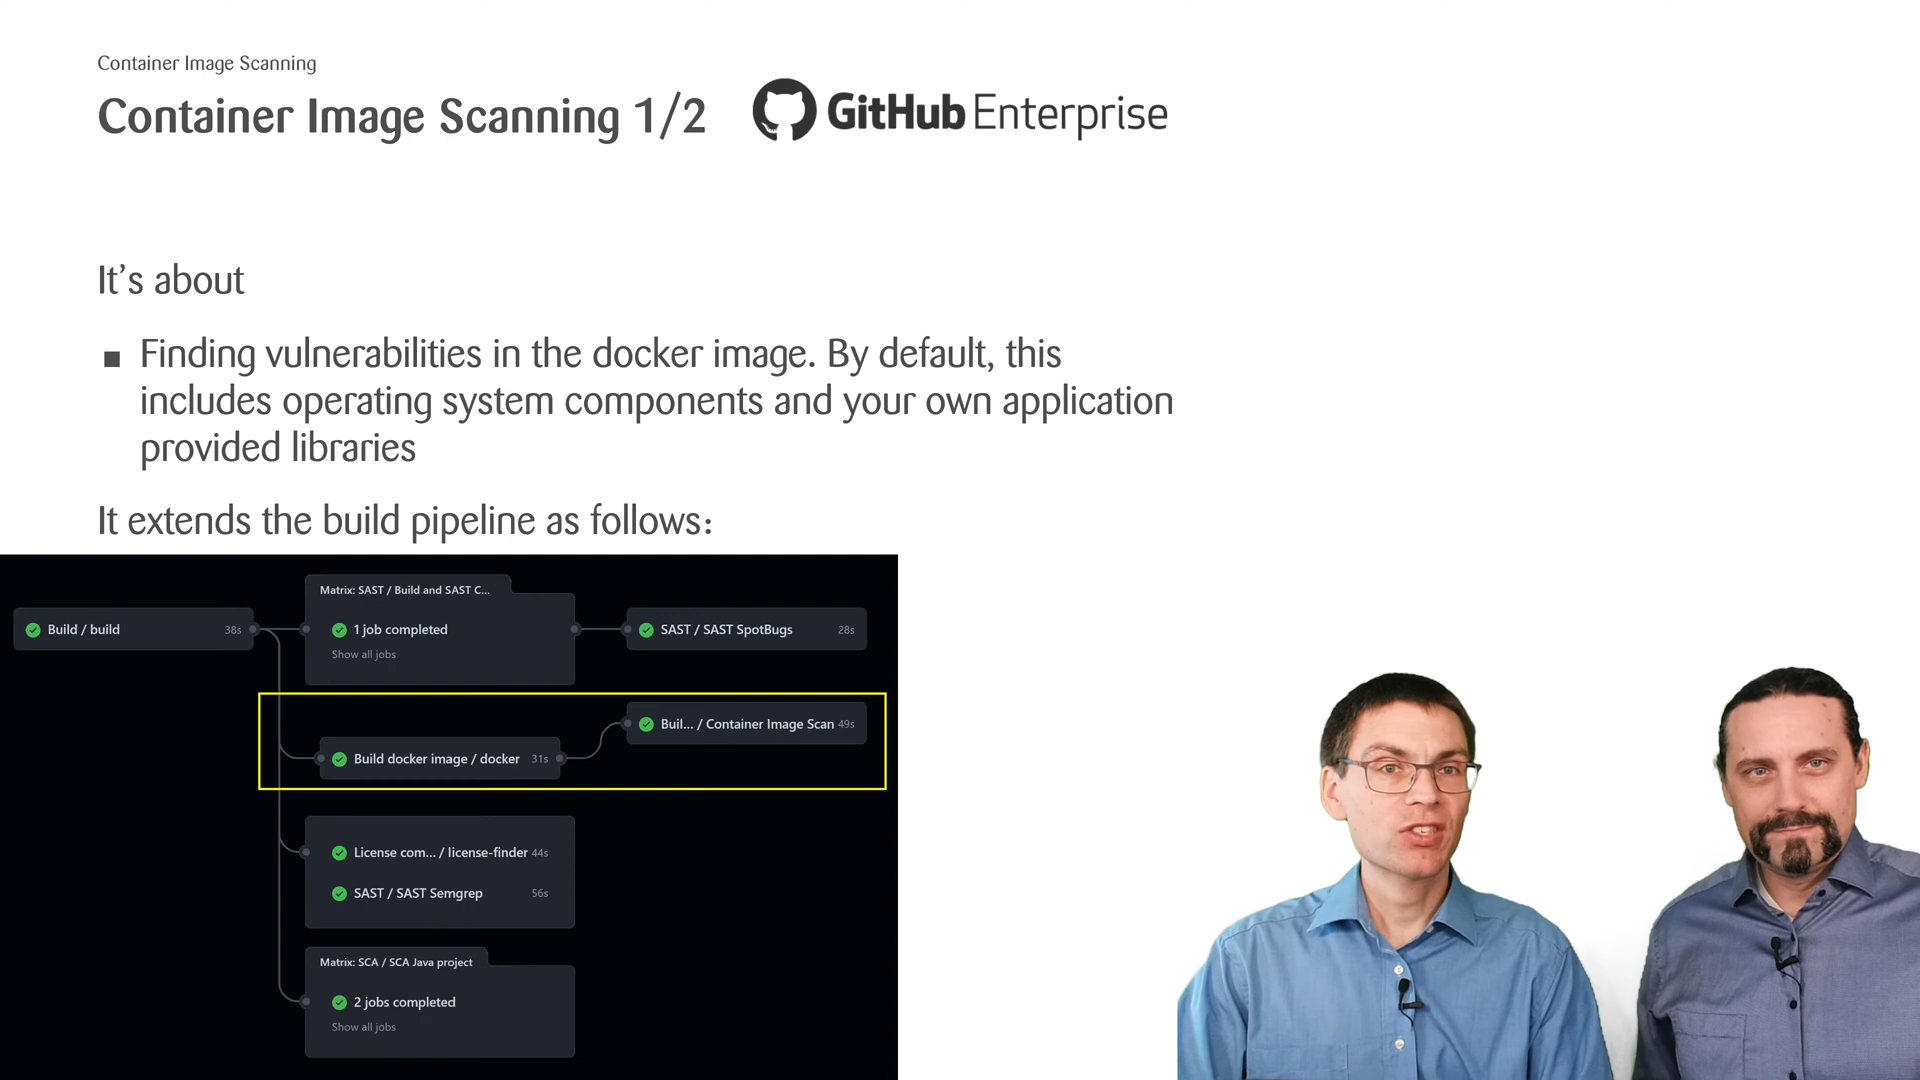 Container Image Scanning
Container Image Scanning 1/2
GitHub Enterprise
It's about
■ Finding vulnerabilities in the docker image. By default, this
includes operating system components and your own application
provided libraries
It extends the build pipeline as follows:
Matrix: SAST / Build and SAST C...
Build / build 38s
1 job completed
Show all jobs
SAST / SAST SpotBugs 28s
Buil... / Container Image Scan 49s
Build docker image / docker 31s
License com... / license-finder 44s
SAST / SAST Semgrep 56s
Matrix: SCA / SCA Java project
2 jobs completed
Show all jobs